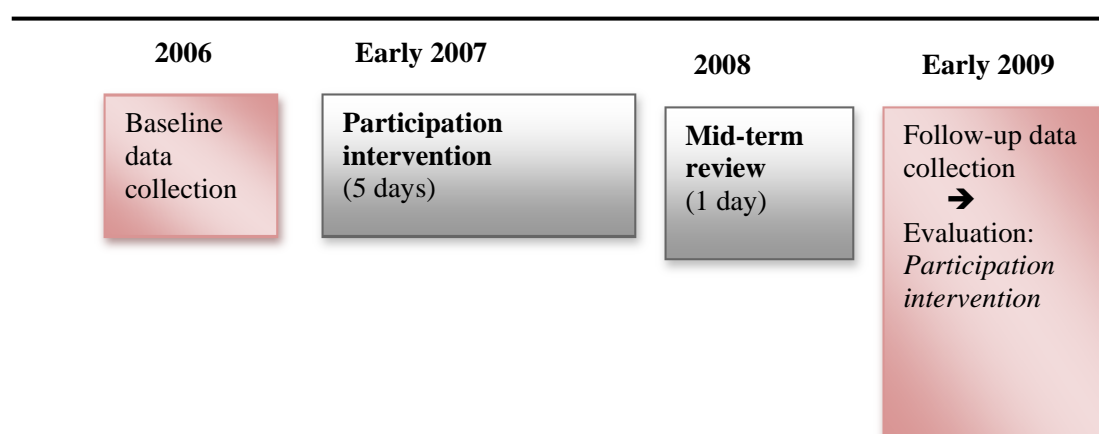 2006
Early 2007
2008
Early 2009
Baseline
data
collection
Participation
intervention
(5 days)
Mid-term
review
(1 day)
Follow-up data
collection
➔
Evaluation:
Participation
intervention